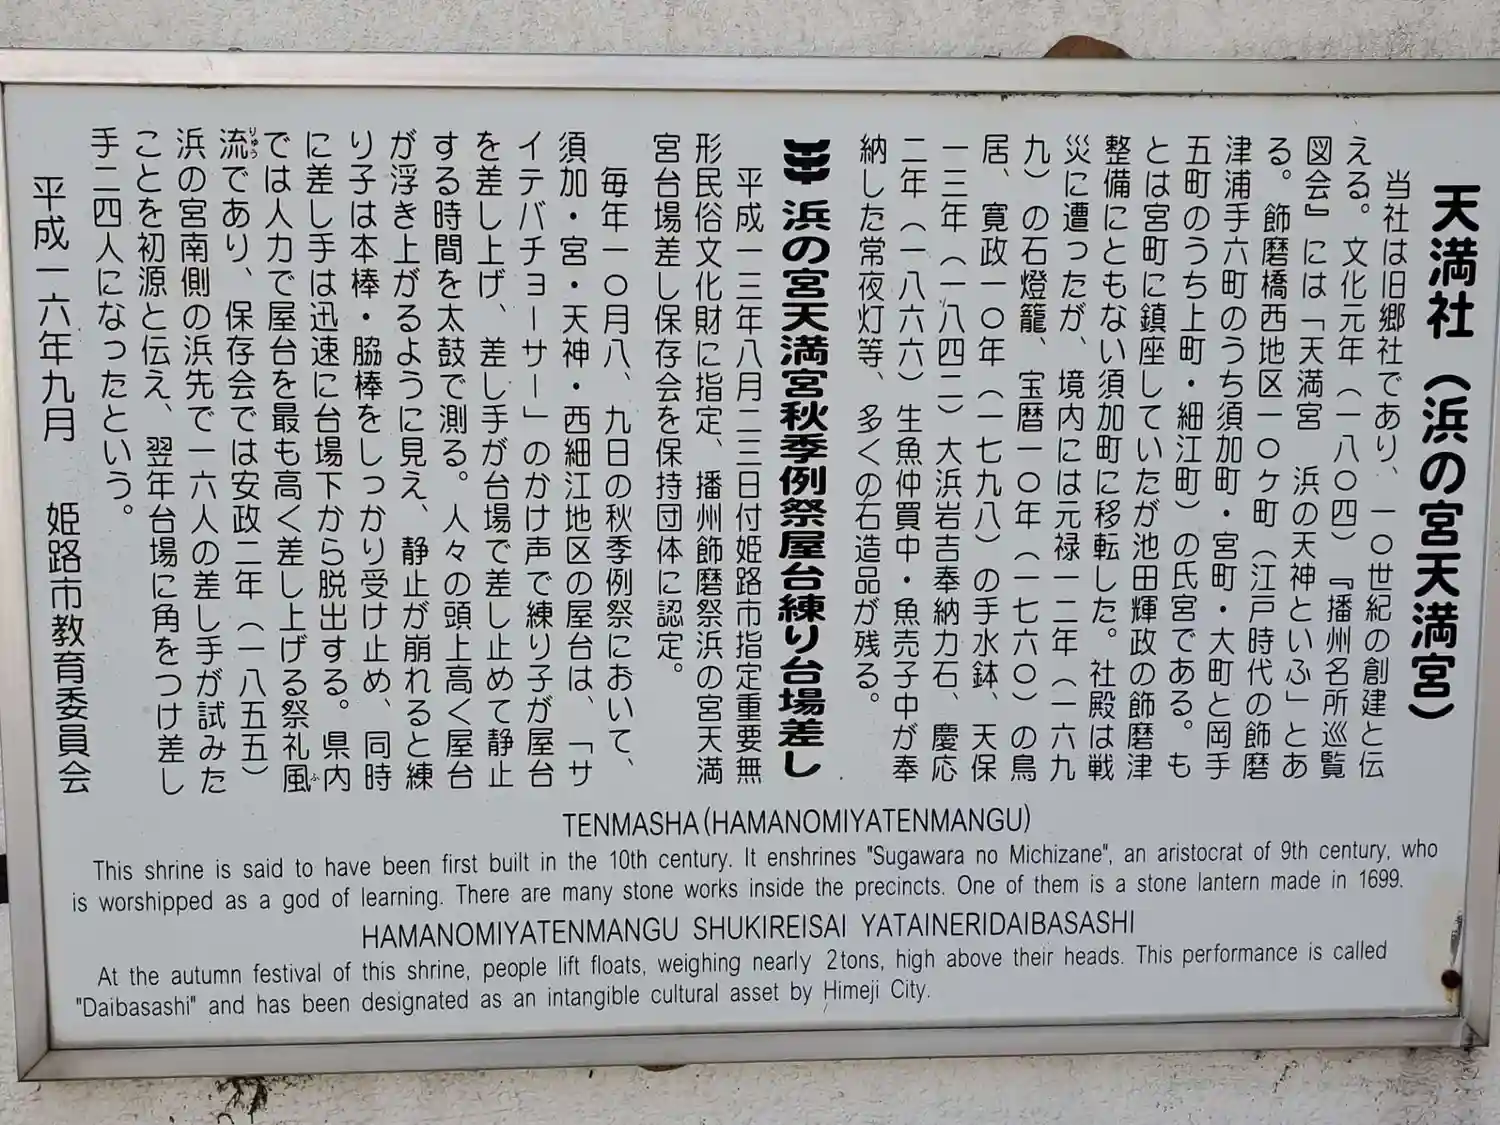 天満社（浜の宮天満宮）
当社は旧郷社であり、一〇世紀の創建と伝
える。文化元年（一八〇四）『播州名所巡覧
図会』には「天満宮　浜の天神といふ」とあ
る。飾磨橋西地区一〇ヶ町（江戸時代の飾磨
津浦手六町のうち須加町・宮町・大町と岡手
五町のうち上町・細江町）の氏宮である。も
とは宮町に鎮座していたが池田輝政の飾磨津
整備にともない須加町に移転した。社殿は戦
災に遭ったが、境内には元禄一二年（一六九
九）の石燈籠、宝暦一〇年（一七六〇）の鳥
居、寛政一〇年（一七九八）の手水鉢、天保
一三年（一八四二）大浜岩吉奉納力石、慶応
二年（一八六六）生魚仲買中・魚売子中が奉
納した常夜灯等、多くの石造品が残る。
浜の宮天満宮秋季例祭屋台練り台場差し
平成一三年八月二三日付姫路市指定重要無
形民俗文化財に指定、播州飾磨祭浜の宮天満
宮台場差し保存会を保持団体に認定。
毎年一〇月八、九日の秋季例祭において、
須加・宮・天神・西細江地区の屋台は、「サ
イテバチョーサー」のかけ声で練り子が屋台
を差し上げ、差し手が台場で差し止めて静止
する時間を太鼓で測る。人々の頭上高く屋台
が浮き上がるように見え、静止が崩れると練
り子は本棒・脇棒をしっかり受け止め、同時
に差し手は迅速に台場下から脱出する。県内
では人力で屋台を最も高く差し上げる祭礼風ふ
流りゅうであり、保存会では安政二年（一八五五）
浜の宮南側の浜先で一六人の差し手が試みた
ことを初源と伝え、翌年台場に角をつけ差し
手二四人になったという。
平成一六年九月　姫路市教育委員会
TENMASHA(HAMANOMIYATENMANGU)
This shrine is said to have been first built in the 10th century. It enshrines "Sugawara no Michizane", an aristocrat of 9th century, who
is worshipped as a god of learning. There are many stone works inside the precincts. One of them is a stone lantern made in 1699.
HAMANOMIYATENMANGU SHUKIREISAI YATAINERIDAIBASASHI
At the autumn festival of this shrine, people lift floats, weighing nearly 2tons, high above their heads. This performance is called
"Daibasashi" and has been designated as an intangible cultural asset by Himeji City.